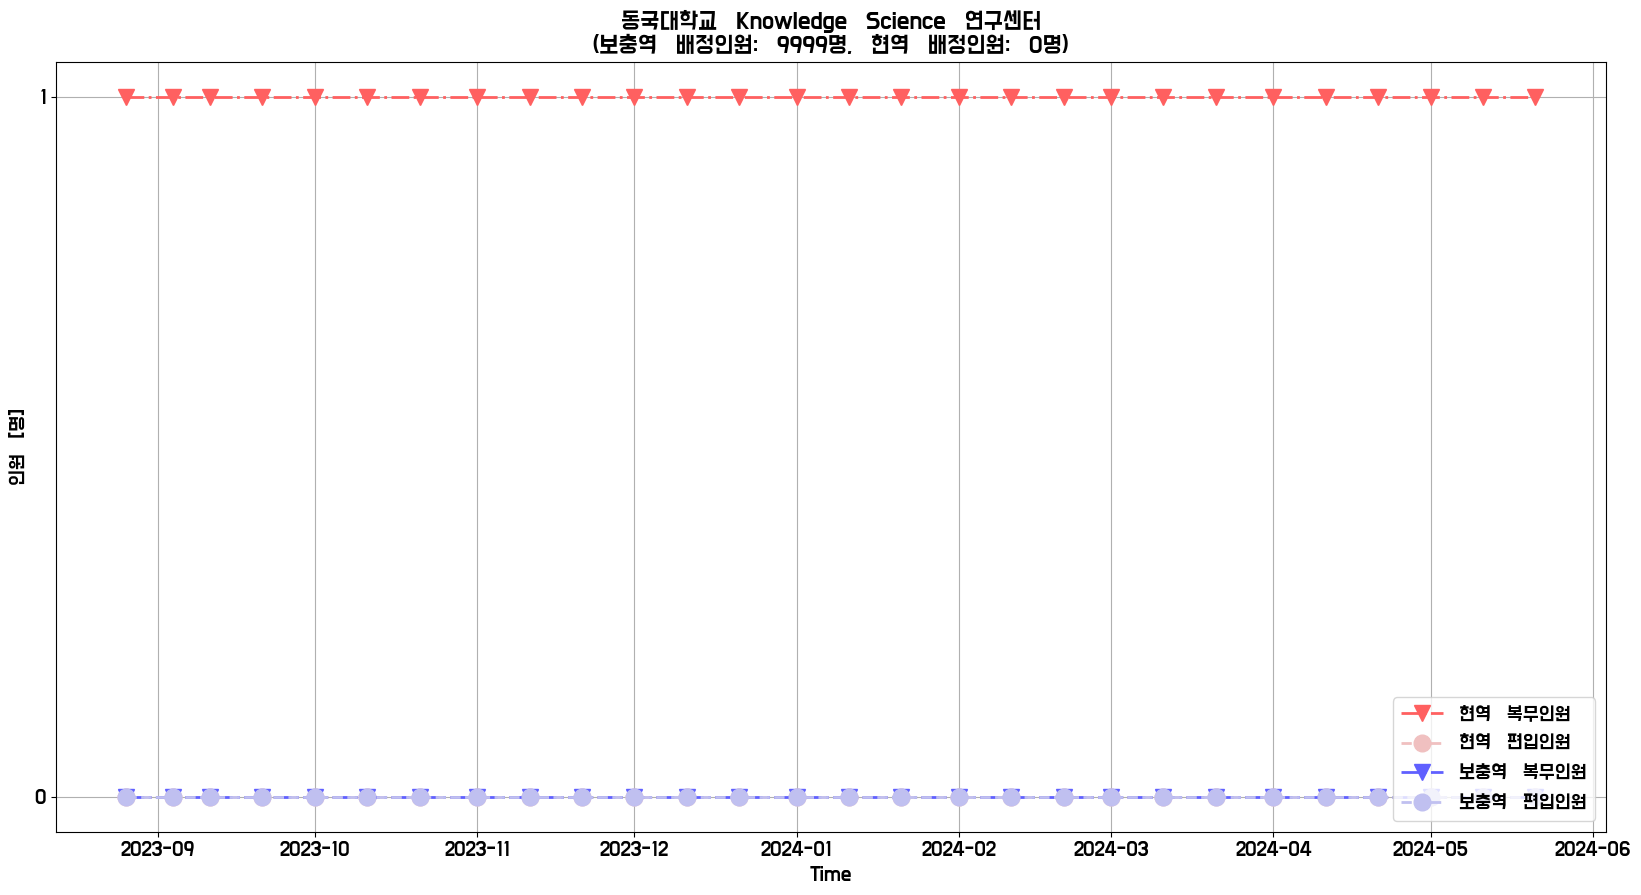 동국대학교 Knowledge Science 연구센터
(보충역 배정인원: 9999명, 현역 배정인원: 0명)
1
인원 [명]
0
현역 복무인원
현역 편입인원
보충역 복무인원
보충역 편입인원
2023-09 2023-10 2023-11 2023-12 2024-01 2024-02 2024-03 2024-04 2024-05 2024-06
Time